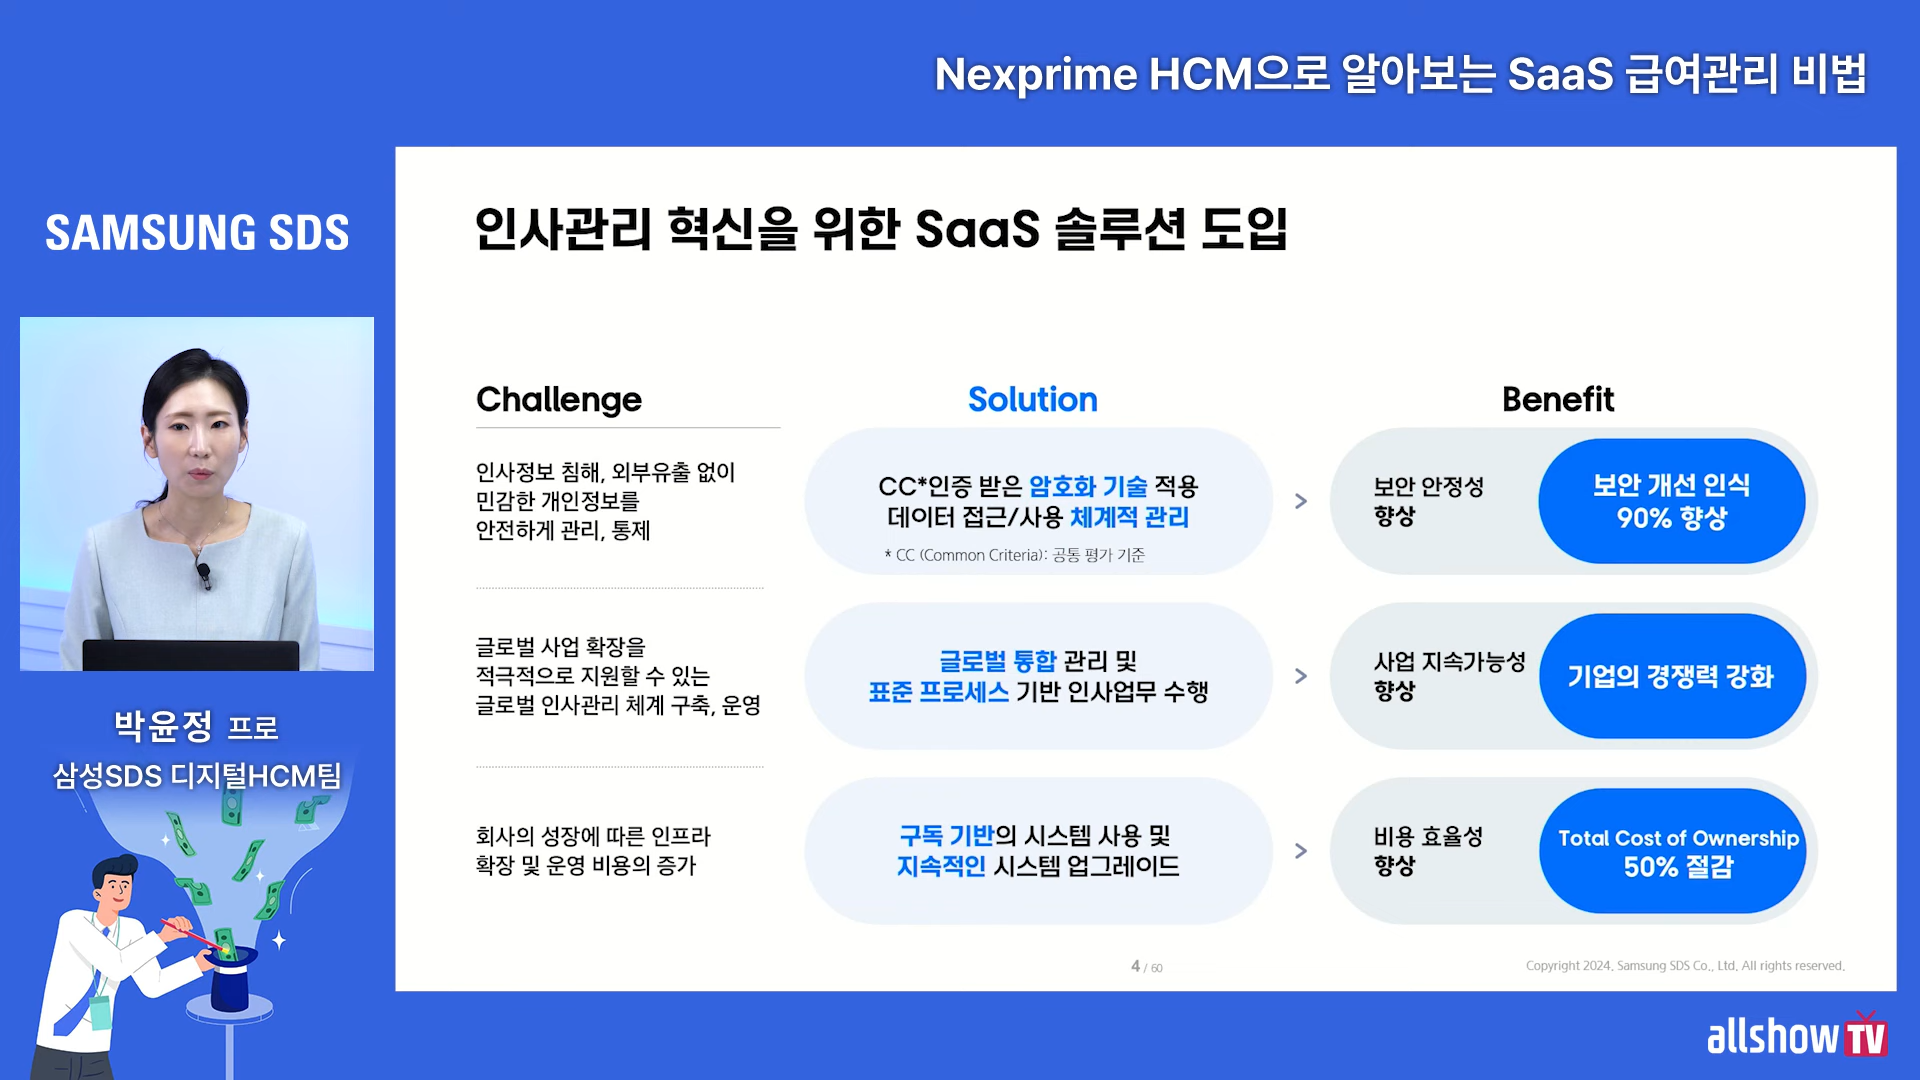 Nexprime HCM으로 알아보는 SaaS 급여관리 비법
SAMSUNG SDS
박윤정 프로
삼성SDS 디지털HCM팀
인사관리 혁신을 위한 SaaS 솔루션 도입
Challenge
Solution
Benefit
인사정보 침해, 외부유출 없이
민감한 개인정보를
안전하게 관리, 통제
CC*인증 받은 암호화 기술 적용
데이터 접근/사용 체계적 관리
* CC (Common Criteria): 공통 평가 기준
>
보안 안정성
향상
보안 개선 인식
90% 향상
글로벌 사업 확장을
적극적으로 지원할 수 있는
글로벌 인사관리 체계 구축, 운영
글로벌 통합 관리 및
표준 프로세스 기반 인사업무 수행
>
사업 지속가능성
향상
기업의 경쟁력 강화
회사의 성장에 따른 인프라
확장 및 운영 비용의 증가
구독 기반의 시스템 사용 및
지속적인 시스템 업그레이드
>
비용 효율성
향상
Total Cost of Ownership
50% 절감
4 / 60
Copyright 2024. Samsung SDS Co., Ltd. All rights reserved.
allshow TV